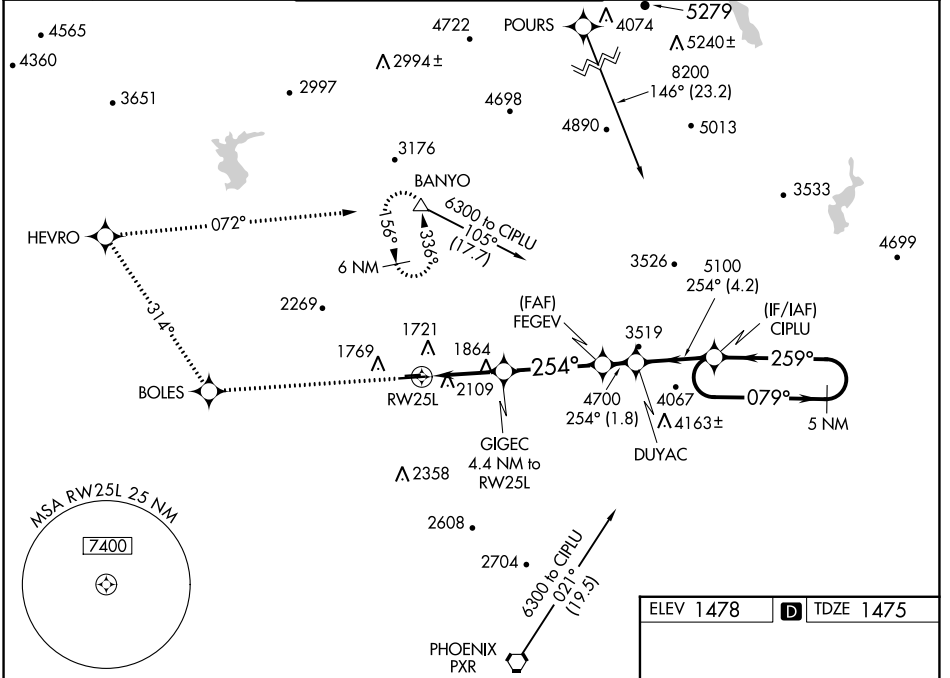 4565
4360
3651
2997
4722
2994±
4698
POURS
4074
5279
5240±
8200
146° (23.2)
4890
5013
3176
BANYO
3533
HEVRO
072°
156°
336°
6 NM
6300 to CIPLU
105°
(17.7)
4699
3526
5100
254° (4.2)
314°
2269
(FAF)
FEGEV
(IF/IAF)
CIPLU
3519
1721
1769
1864
254°
259°
BOLES
RW25L
2109
4700
254° (1.8)
4067
079°
4163±
5 NM
GIGEC
4.4 NM to
RW25L
DUYAC
2358
MSA RW25L 25 NM
7400
2608
2704
6300 to CIPLU
021°
(19.5)
PHOENIX
PXR
ELEV 1478 D TDZE 1475